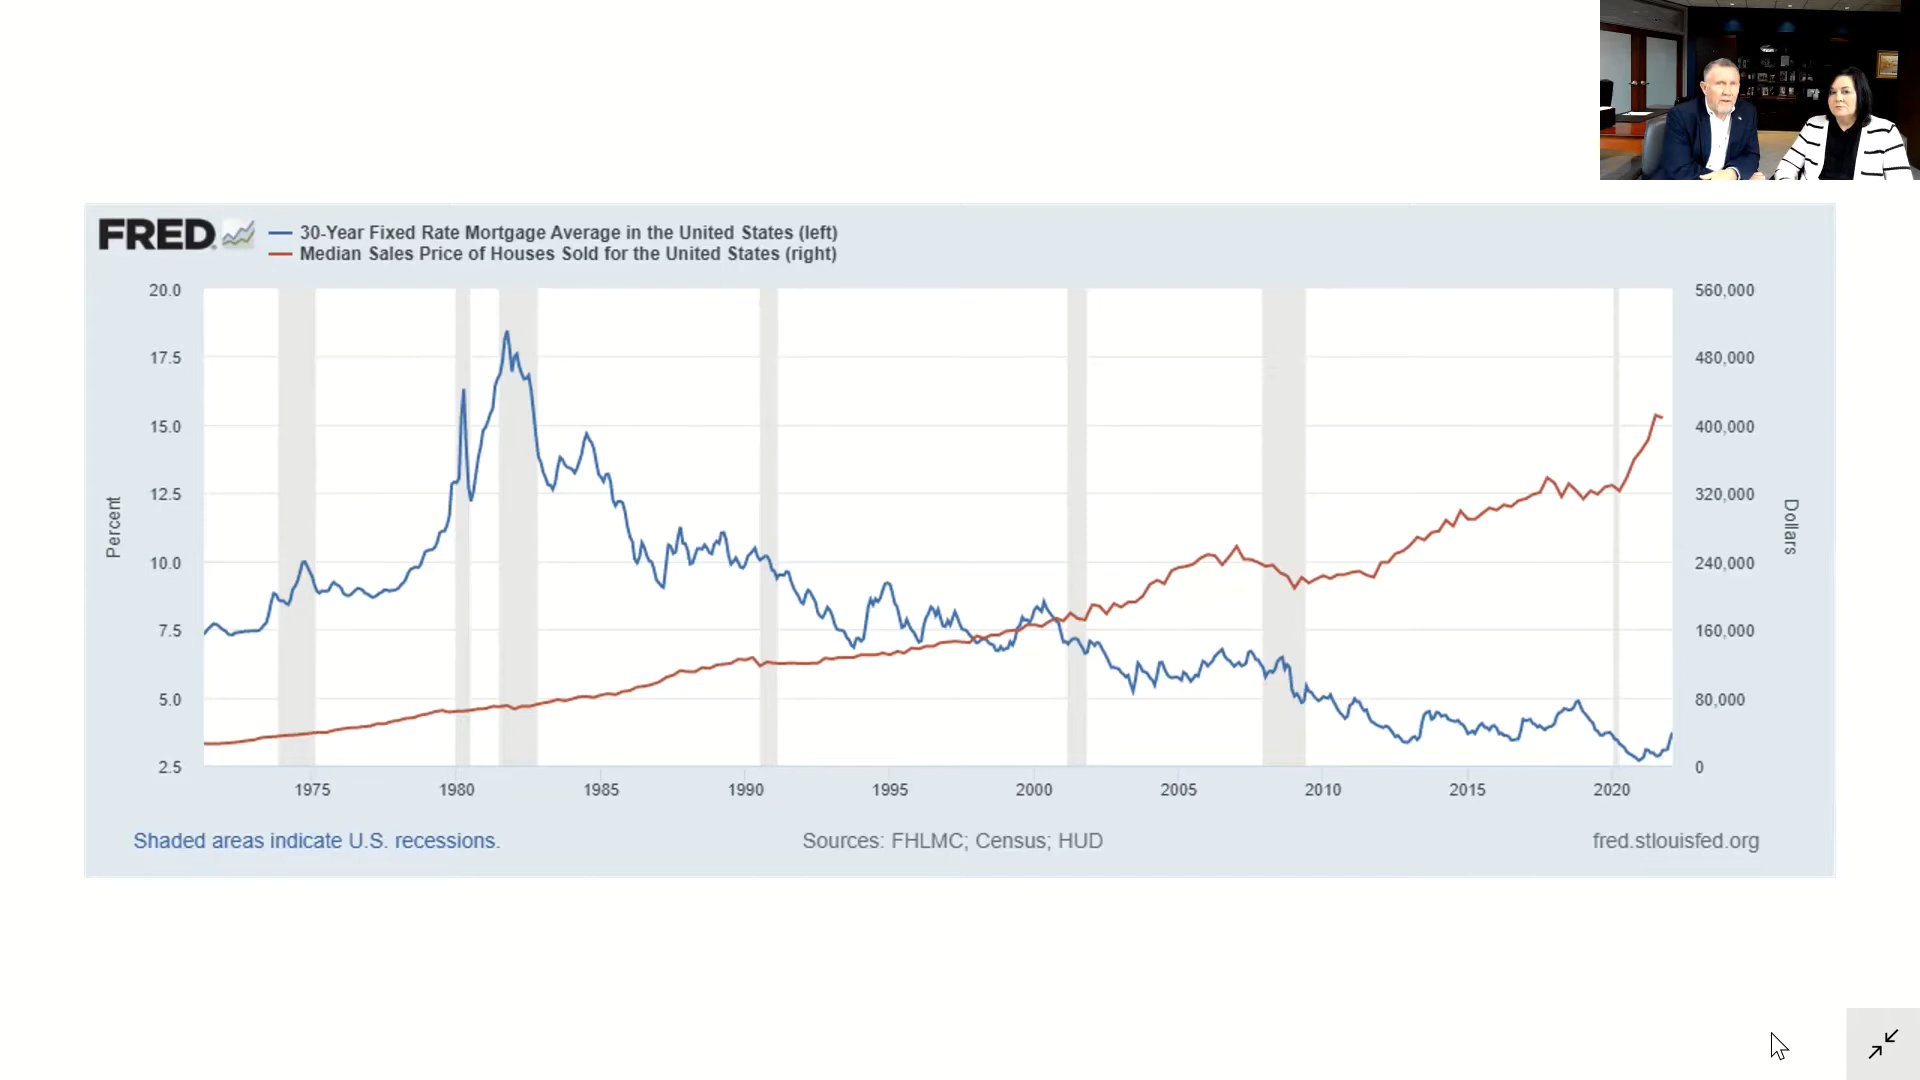 FRED
30-Year Fixed Rate Mortgage Average in the United States (left)
Median Sales Price of Houses Sold for the United States (right)
20.0
17.5
15.0
12.5
10.0
7.5
5.0
2.5
Percent
560,000
480,000
400,000
320,000
240,000
160,000
80,000
0
Dollars
1975 1980 1985 1990 1995 2000 2005 2010 2015 2020
Shaded areas indicate U.S. recessions. Sources: FHLMC; Census; HUD fred.stlouisfed.org